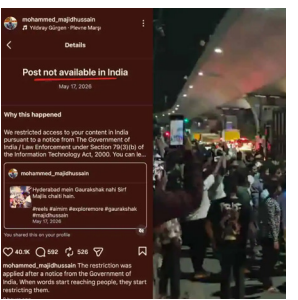 mohammed_majidhussain
Yıldıray Gürgen · Plevne Marşı
Details
Post not available in India
May 17, 2026
Why this happened
We restricted access to your content in India
pursuant to a notice from The Government of
India / Law Enforcement under Section 79(3)(b) of
the Information Technology Act, 2000. You can le...
mohammed_majidhussain
Hyderabad mein Gaurakshak nahi Sirf
Majlis chalti hain.
#reels #aimim #exploremore #gaurakshak
#majidhussain
May 17, 2026
You shared this on your profile
40.1K 592 526
mohammed_majidhussain The restriction was
applied after a notice from the Government of
India, When words start reaching people, they start
restricting them.